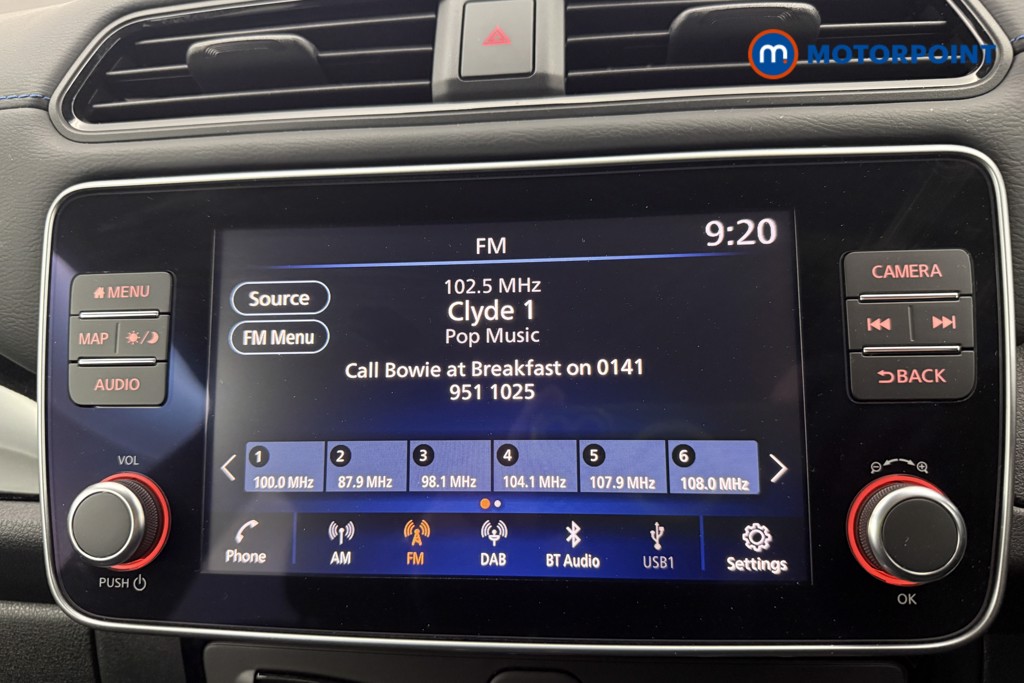 m MOTORPOINT
FM
9:20
102.5 MHz
Clyde 1
Pop Music
Source
FM Menu
Call Bowie at Breakfast on 0141
951 1025
1 2 3 4 5 6
100.0 MHz 87.9 MHz 98.1 MHz 104.1 MHz 107.9 MHz 108.0 MHz
Phone AM FM DAB BT Audio USB1 Settings
MENU
MAP
AUDIO
VOL
PUSH
CAMERA
BACK
OK